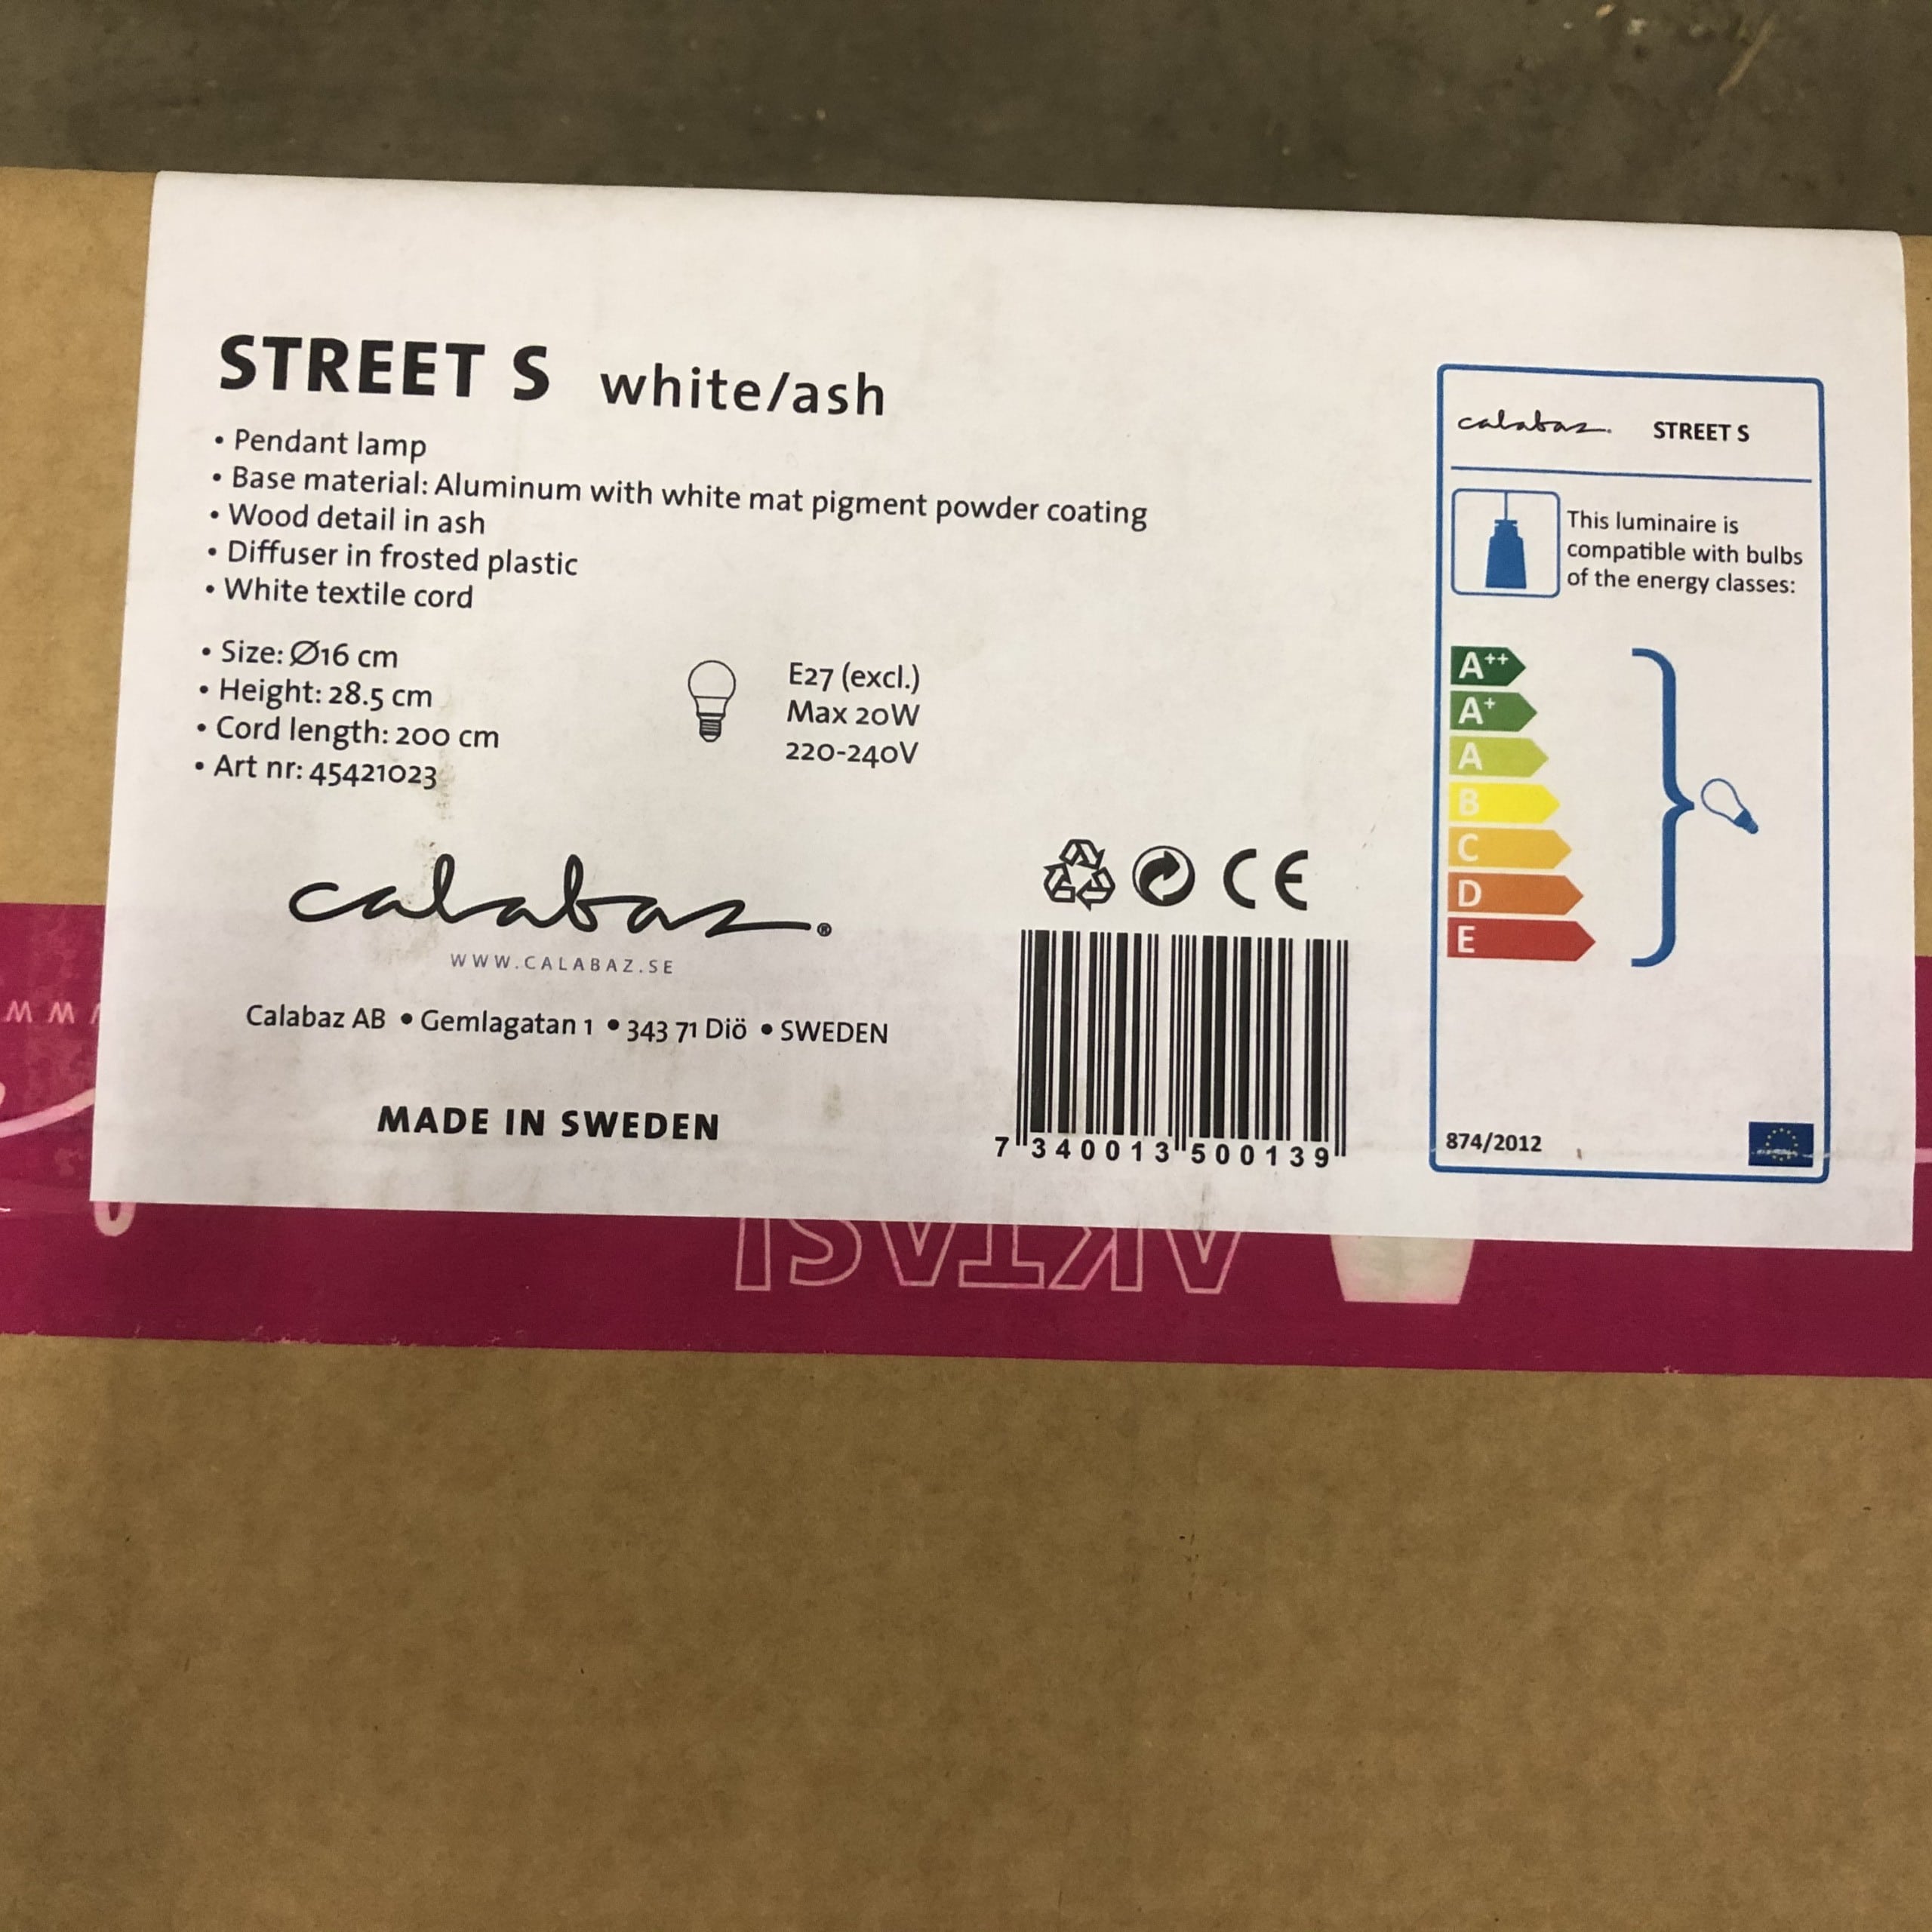 STREET S white/ash
• Pendant lamp
• Base material: Aluminum with white mat pigment powder coating
• Wood detail in ash
• Diffuser in frosted plastic
• White textile cord
• Size: Ø16 cm
• Height: 28.5 cm
• Cord length: 200 cm
• Art nr: 45421023
E27 (excl.)
Max 20W
220-240V
calabaz®
WWW.CALABAZ.SE
Calabaz AB • Gemlagatan 1 • 343 71 Diö • SWEDEN
MADE IN SWEDEN
CE
7 340013 500139
calabaz® STREET S
This luminaire is
compatible with bulbs
of the energy classes:
A++
A+
A
B
C
D
E
874/2012